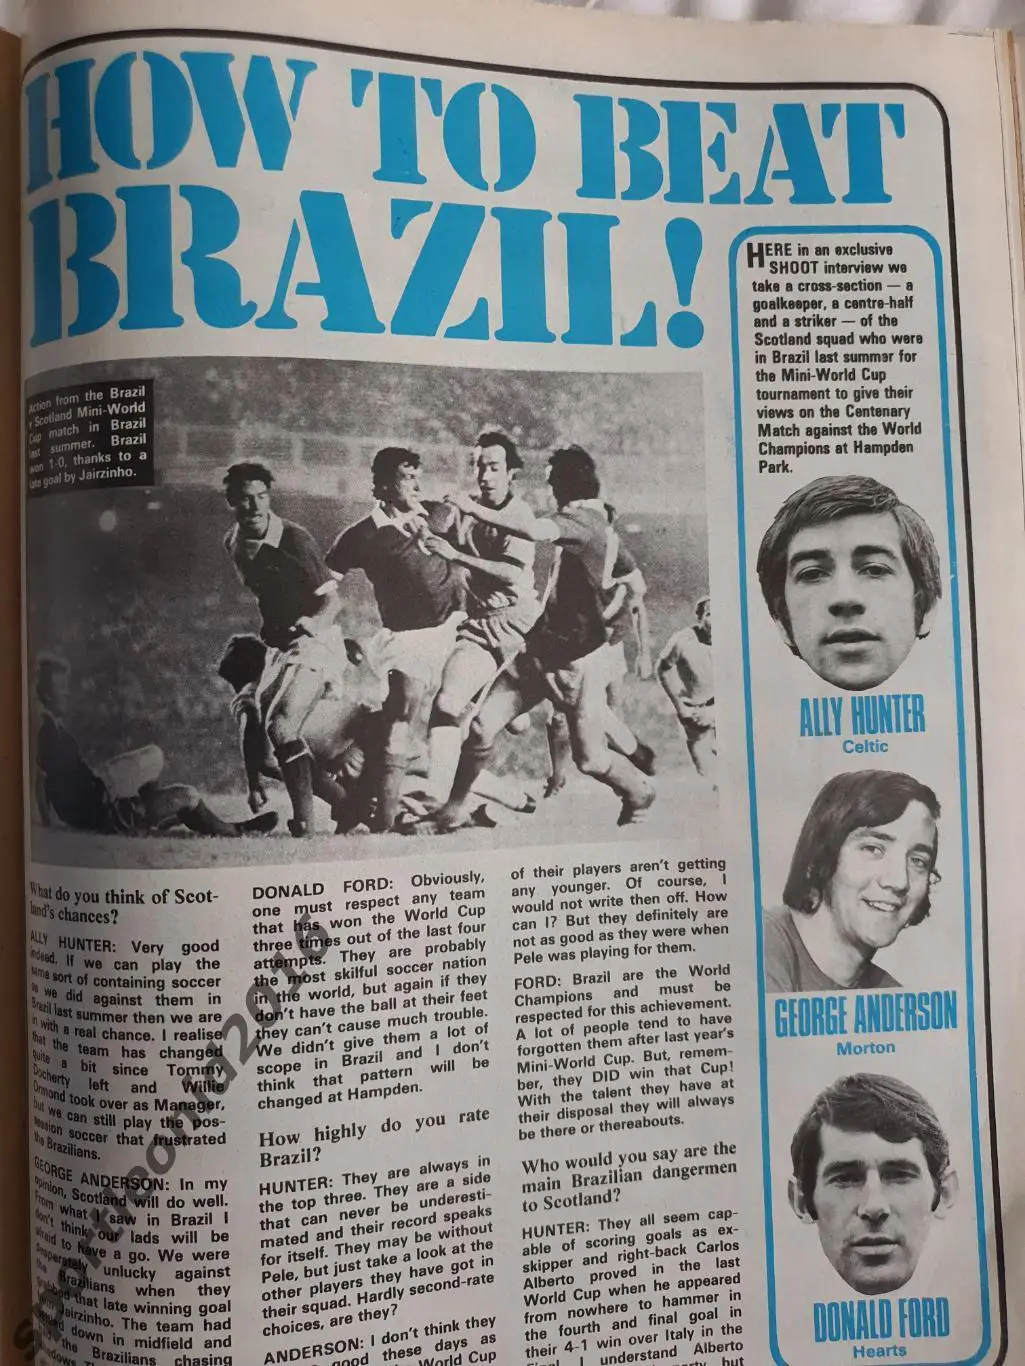 HOW TO BEAT
BRAZIL!
HERE in an exclusive
SHOOT interview we
take a cross-section — a
goalkeeper, a centre-half
and a striker — of the
Scotland squad who were
in Brazil last summer for
the Mini-World Cup
tournament to give their
views on the Centenary
Match against the World
Champions at Hampden
Park.
Action from the Brazil
v Scotland Mini-World
Cup match in Brazil
last summer. Brazil
won 1-0, thanks to a
late goal by Jairzinho.
ALLY HUNTER
Celtic
GEORGE ANDERSON
Morton
DONALD FORD
Hearts
What do you think of Scot-
land's chances?
ALLY HUNTER: Very good
indeed. If we can play the
same sort of containing soccer
as we did against them in
Brazil last summer then we are
in with a real chance. I realise
that the team has changed
quite a bit since Tommy
Docherty left and Willie
Ormond took over as Manager,
but we can still play the pos-
session soccer that frustrated
the Brazilians.
GEORGE ANDERSON: In my
opinion, Scotland will do well.
From what I saw in Brazil I
don't think our lads will be
afraid to have a go. We were
desperately unlucky against
the Brazilians when they
grabbed that late winning goal
Jairzinho. The team had
down in midfield and
the Brazilians chasing
DONALD FORD: Obviously,
one must respect any team
that has won the World Cup
three times out of the last four
attempts. They are probably
the most skilful soccer nation
in the world, but again if they
don't have the ball at their feet
they can't cause much trouble.
We didn't give them a lot of
scope in Brazil and I don't
think that pattern will be
changed at Hampden.
How highly do you rate
Brazil?
HUNTER: They are always in
the top three. They are a side
that can never be underesti-
mated and their record speaks
for itself. They may be without
Pele, but just take a look at the
other players they have got in
their squad. Hardly second-rate
choices, are they?
ANDERSON: I don't think they
good these days as
World Cup
of their players aren't getting
any younger. Of course, I
would not write then off. How
can I? But they definitely are
not as good as they were when
Pele was playing for them.
FORD: Brazil are the World
Champions and must be
respected for this achievement.
A lot of people tend to have
forgotten them after last year's
Mini-World Cup. But, remem-
ber, they DID win that Cup!
With the talent they have at
their disposal they will always
be there or thereabouts.
Who would you say are the
main Brazilian dangermen
to Scotland?
HUNTER: They all seem cap-
able of scoring goals as ex-
skipper and right-back Carlos
Alberto proved in the last
World Cup when he appeared
from nowhere to hammer in
the fourth and final goal in
their 4-1 win over Italy in the
I understand Alberto
but